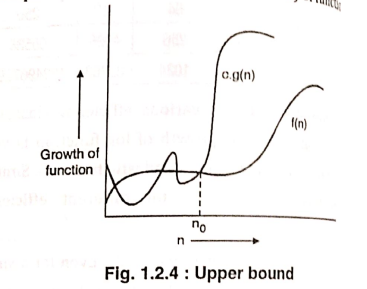 c.g(n)
f(n)
Growth of
function
n0
n
Fig. 1.2.4 : Upper bound